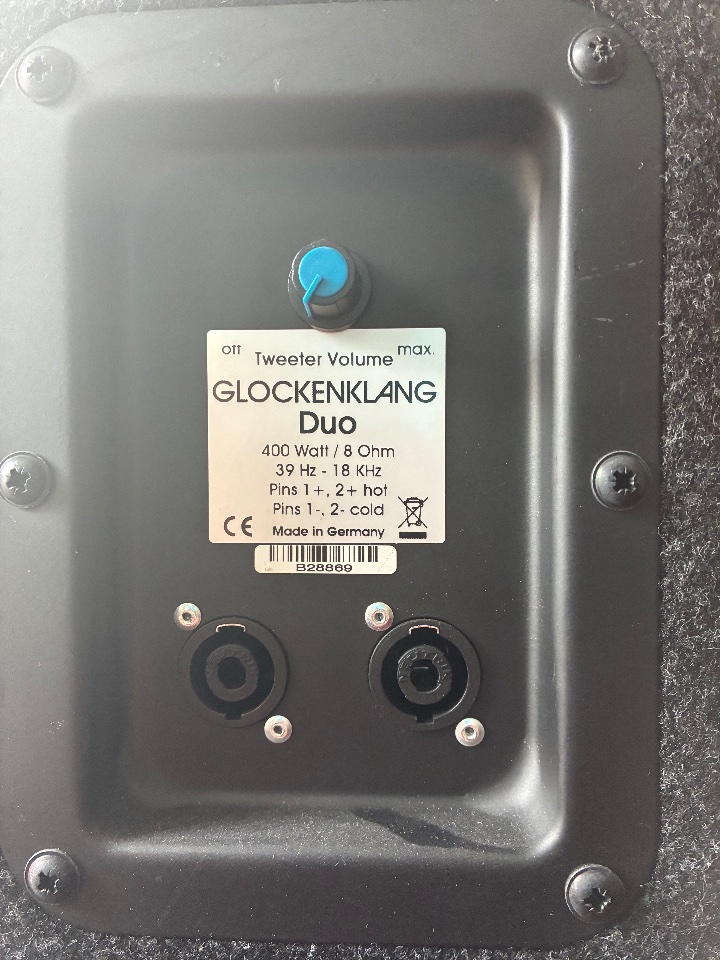 off Tweeter Volume max.
GLOCKENKLANG
Duo
400 Watt / 8 Ohm
39 Hz - 18 KHz
Pins 1+, 2+ hot
Pins 1-, 2- cold
CE Made in Germany
B28869